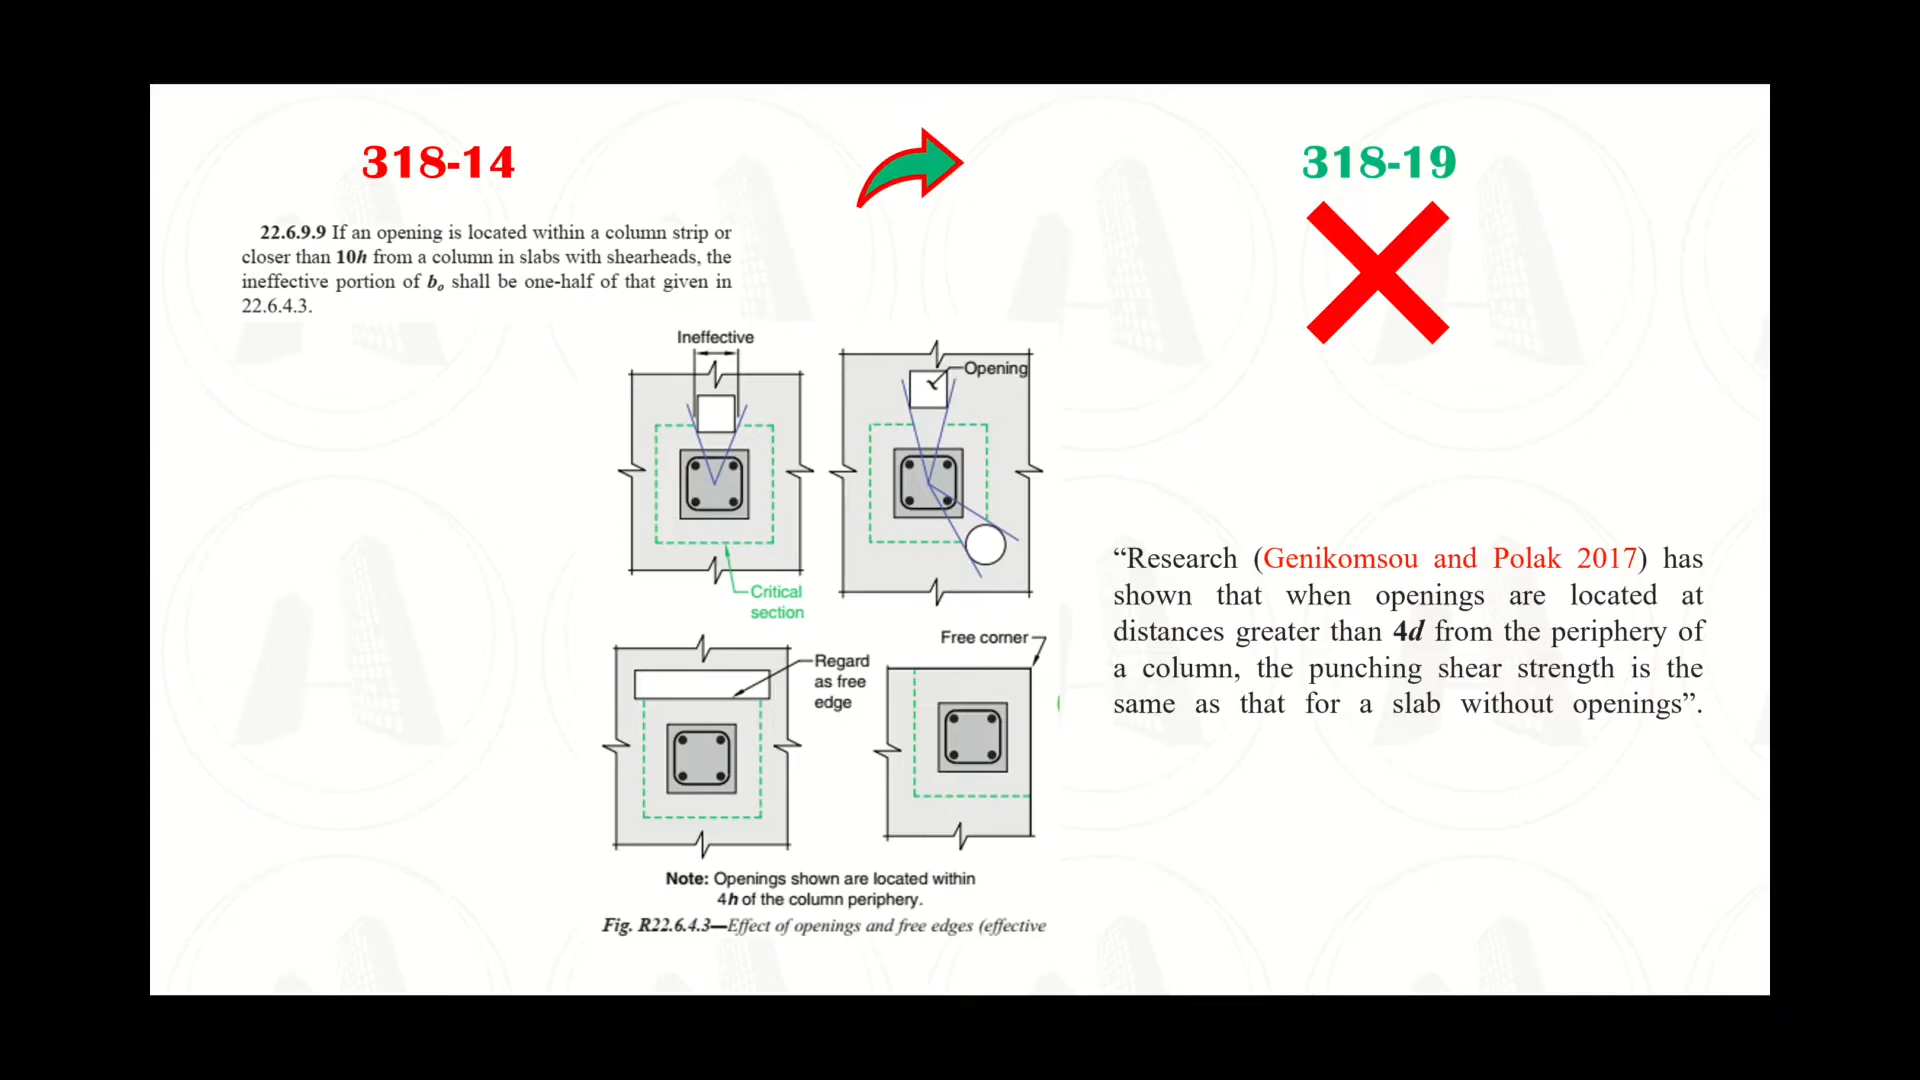 318-14
318-19
22.6.9.9 If an opening is located within a column strip or
closer than 10h from a column in slabs with shearheads, the
ineffective portion of bₒ shall be one-half of that given in
22.6.4.3.
Ineffective
Opening
Critical
section
Free corner
Regard
as free
edge
Note: Openings shown are located within
4h of the column periphery.
Fig. R22.6.4.3—Effect of openings and free edges (effective
“Research (Genikomsou and Polak 2017) has
shown that when openings are located at
distances greater than 4d from the periphery of
a column, the punching shear strength is the
same as that for a slab without openings”.